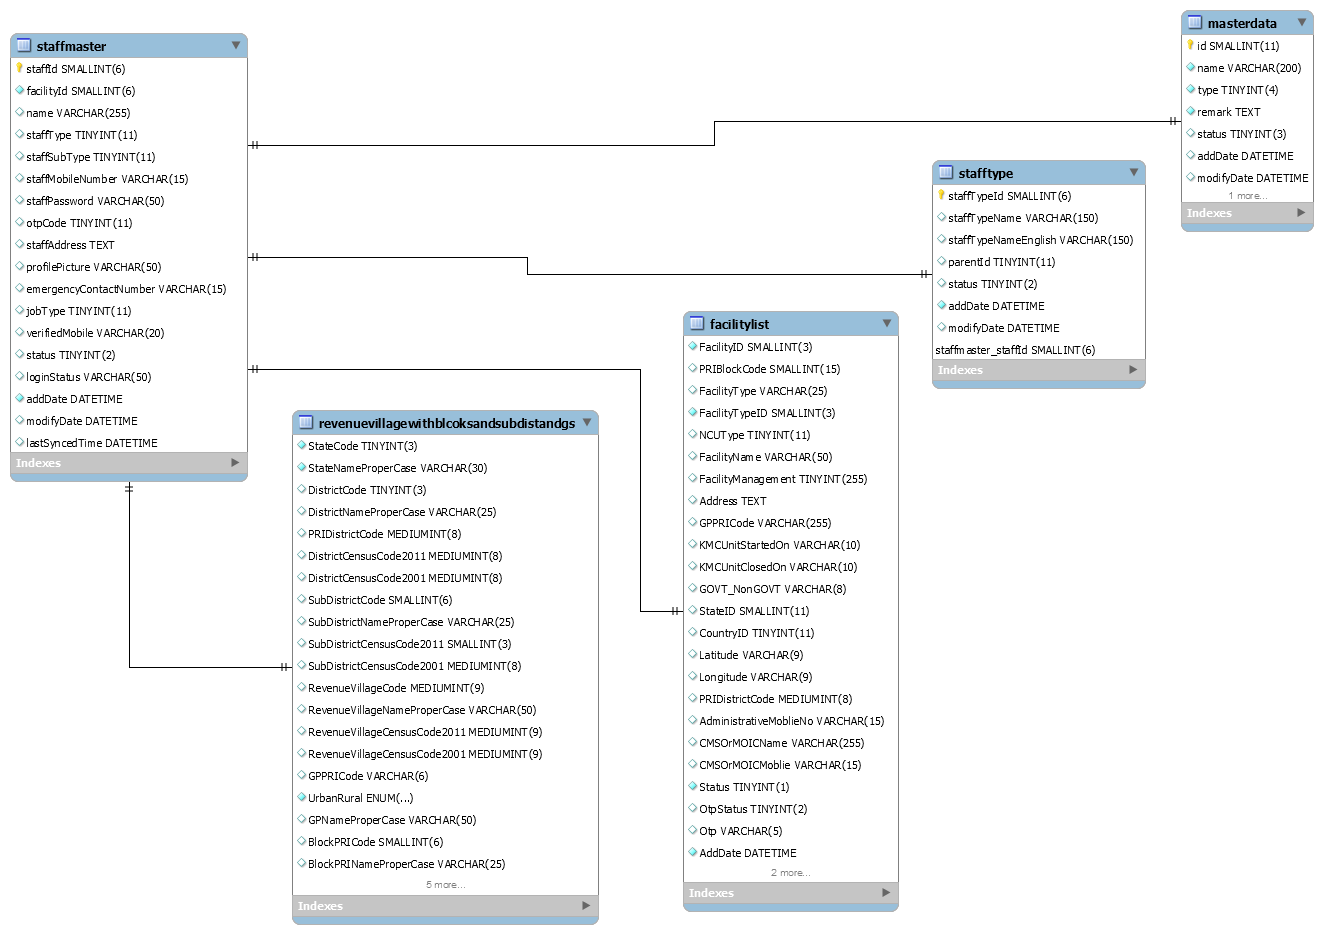 staffmaster
staffId SMALLINT(6)
facilityId SMALLINT(6)
name VARCHAR(255)
staffType TINYINT(11)
staffSubType TINYINT(11)
staffMobileNumber VARCHAR(15)
staffPassword VARCHAR(50)
otpCode TINYINT(11)
staffAddress TEXT
profilePicture VARCHAR(50)
emergencyContactNumber VARCHAR(15)
jobType TINYINT(11)
verifiedMobile VARCHAR(20)
status TINYINT(2)
loginStatus VARCHAR(50)
addDate DATETIME
modifyDate DATETIME
lastSyncedTime DATETIME
Indexes
revenuevillagewithblcoksandsubdistandgs
StateCode TINYINT(3)
StateNameProperCase VARCHAR(30)
DistrictCode TINYINT(3)
DistrictNameProperCase VARCHAR(25)
PRIDistrictCode MEDIUMINT(8)
DistrictCensusCode2011 MEDIUMINT(8)
DistrictCensusCode2001 MEDIUMINT(8)
SubDistrictCode SMALLINT(6)
SubDistrictNameProperCase VARCHAR(25)
SubDistrictCensusCode2011 SMALLINT(3)
SubDistrictCensusCode2001 MEDIUMINT(8)
RevenueVillageCode MEDIUMINT(9)
RevenueVillageNameProperCase VARCHAR(50)
RevenueVillageCensusCode2011 MEDIUMINT(9)
RevenueVillageCensusCode2001 MEDIUMINT(9)
GPPRICode VARCHAR(6)
UrbanRural ENUM(...)
GPNameProperCase VARCHAR(50)
BlockPRICode SMALLINT(6)
BlockPRINameProperCase VARCHAR(25)
5 more...
Indexes
facilitylist
FacilityID SMALLINT(3)
PRIBlockCode SMALLINT(15)
FacilityType VARCHAR(25)
FacilityTypeID SMALLINT(3)
NCUType TINYINT(11)
FacilityName VARCHAR(50)
FacilityManagement TINYINT(255)
Address TEXT
GPPRICode VARCHAR(255)
KMCUnitStartedOn VARCHAR(10)
KMCUnitClosedOn VARCHAR(10)
GOVT_NonGOVT VARCHAR(8)
StateID SMALLINT(11)
CountryID TINYINT(11)
Latitude VARCHAR(9)
Longitude VARCHAR(9)
PRIDistrictCode MEDIUMINT(8)
AdministrativeMoblieNo VARCHAR(15)
CMSOrMOICName VARCHAR(255)
CMSOrMOICMoblie VARCHAR(15)
Status TINYINT(1)
OtpStatus TINYINT(2)
Otp VARCHAR(5)
AddDate DATETIME
2 more...
Indexes
stafftype
staffTypeId SMALLINT(6)
staffTypeName VARCHAR(150)
staffTypeNameEnglish VARCHAR(150)
parentId TINYINT(11)
status TINYINT(2)
addDate DATETIME
modifyDate DATETIME
staffmaster_staffId SMALLINT(6)
Indexes
masterdata
id SMALLINT(11)
name VARCHAR(200)
type TINYINT(4)
remark TEXT
status TINYINT(3)
addDate DATETIME
modifyDate DATETIME
1 more...
Indexes